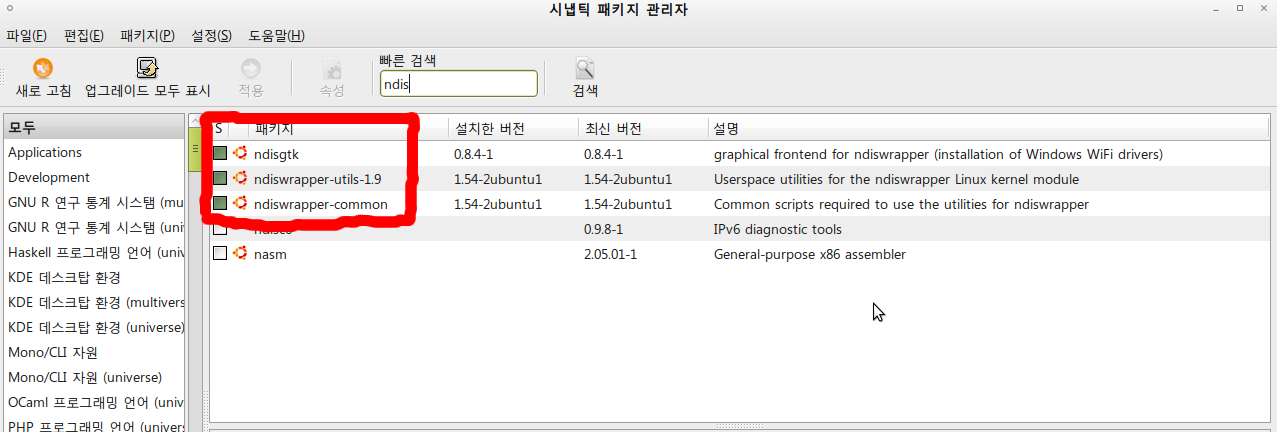 시냅틱 패키지 관리자
파일(F) 편집(E) 패키지(P) 설정(S) 도움말(H)
빠른 검색
새로 고침 업그레이드 모두 표시 적용 속성 ndis 검색
모두
S 패키지 설치한 버전 최신 버전 설명
Applications
ndisgtk 0.8.4-1 0.8.4-1 graphical frontend for ndiswrapper (installation of Windows WiFi drivers)
Development
ndiswrapper-utils-1.9 1.54-2ubuntu1 1.54-2ubuntu1 Userspace utilities for the ndiswrapper Linux kernel module
GNU R 연구 통계 시스템 (mu
ndiswrapper-common 1.54-2ubuntu1 1.54-2ubuntu1 Common scripts required to use the utilities for ndiswrapper
GNU R 연구 통계 시스템 (uni
0.9.8-1 IPv6 diagnostic tools
Haskell 프로그래밍 언어 (univ
nasm 2.05.01-1 General-purpose x86 assembler
KDE 데스크탑 환경
KDE 데스크탑 환경 (multivers
KDE 데스크탑 환경 (universe)
Mono/CLI 자원
Mono/CLI 자원 (universe)
OCaml 프로그래밍 언어 (univ
PHP 프로그래밍 언어 (univers